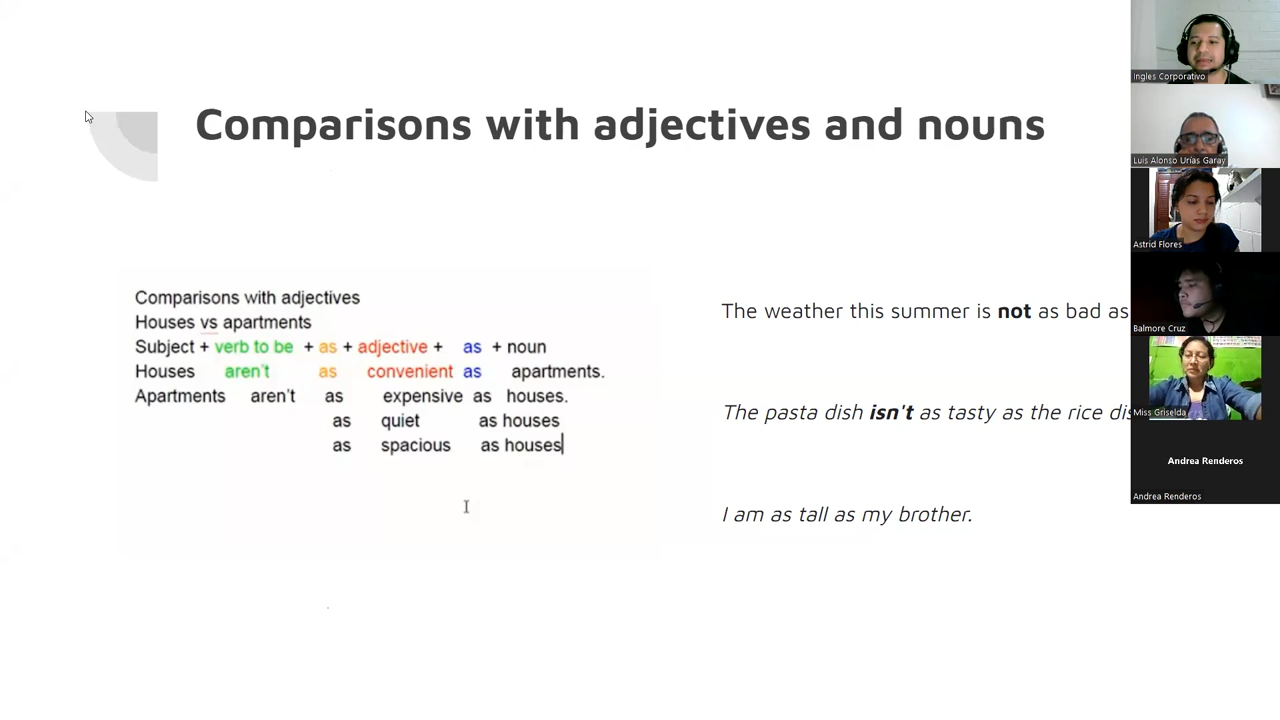 Comparisons with adjectives and nouns
Comparisons with adjectives
Houses vs apartments
Subject + verb to be + as + adjective + as + noun
Houses aren't as convenient as apartments.
Apartments aren't as expensive as houses.
as quiet as houses
as spacious as houses
The weather this summer is not as bad as
The pasta dish isn't as tasty as the rice
I am as tall as my brother.
Ingles Corporativo
Luis Alonso Urías Garay
Astrid Flores
Balmore Cruz
Miss Griselda
Andrea Renderos
Andrea Renderos